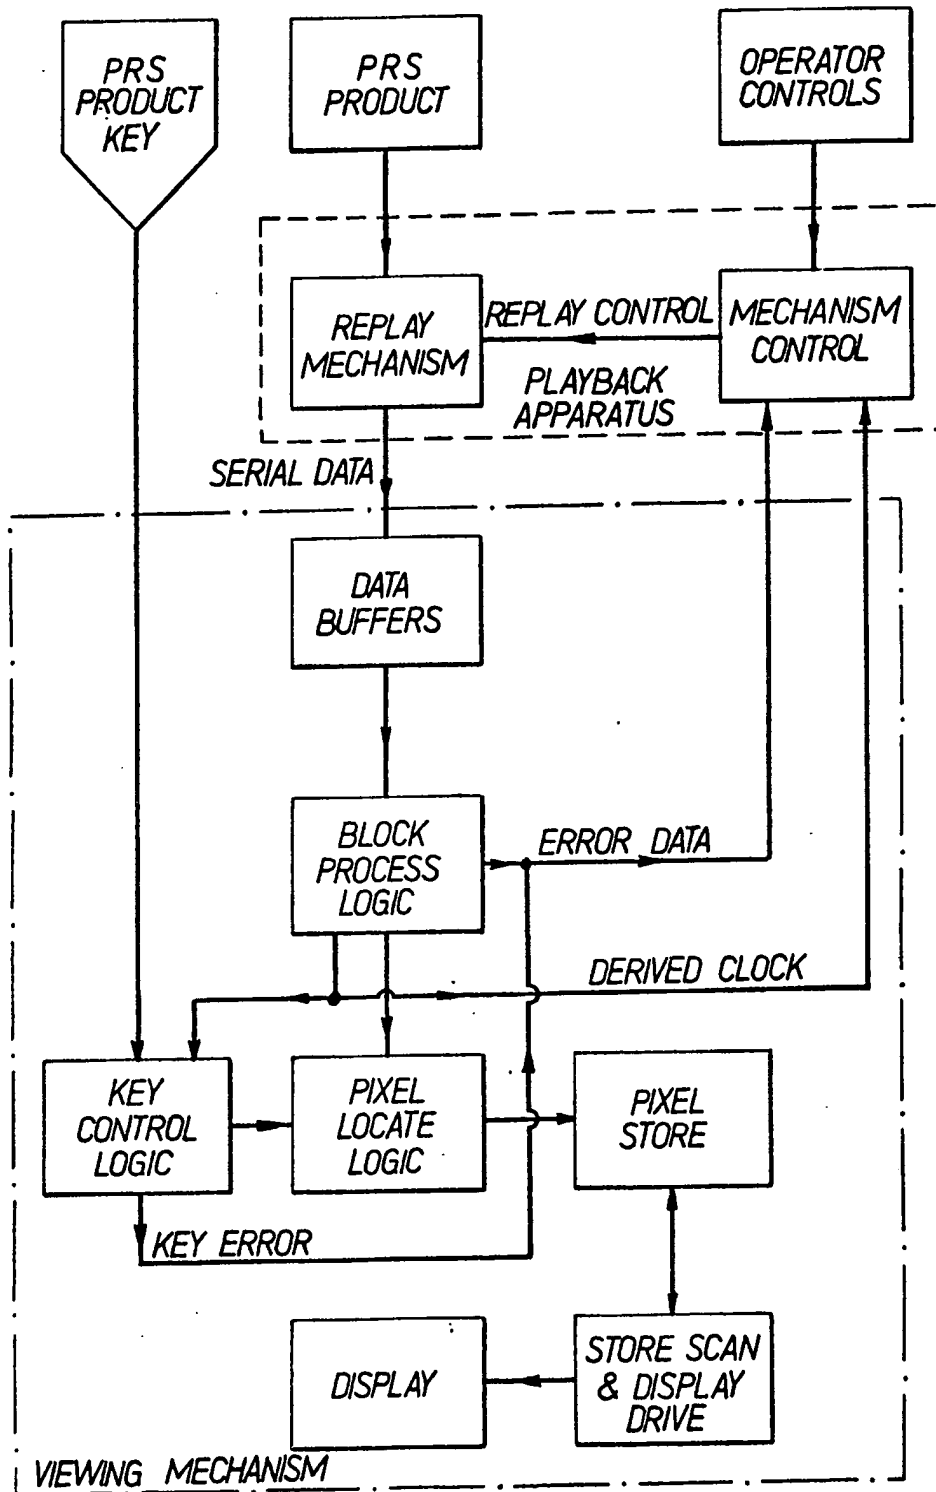 PRS
PRODUCT
KEY
PRS
PRODUCT
OPERATOR
CONTROLS
REPLAY
MECHANISM
REPLAY CONTROL
MECHANISM
CONTROL
PLAYBACK
APPARATUS
SERIAL DATA
DATA
BUFFERS
BLOCK
PROCESS
LOGIC
ERROR DATA
DERIVED CLOCK
KEY
CONTROL
LOGIC
PIXEL
LOCATE
LOGIC
PIXEL
STORE
KEY ERROR
DISPLAY
STORE SCAN
& DISPLAY
DRIVE
VIEWING MECHANISM